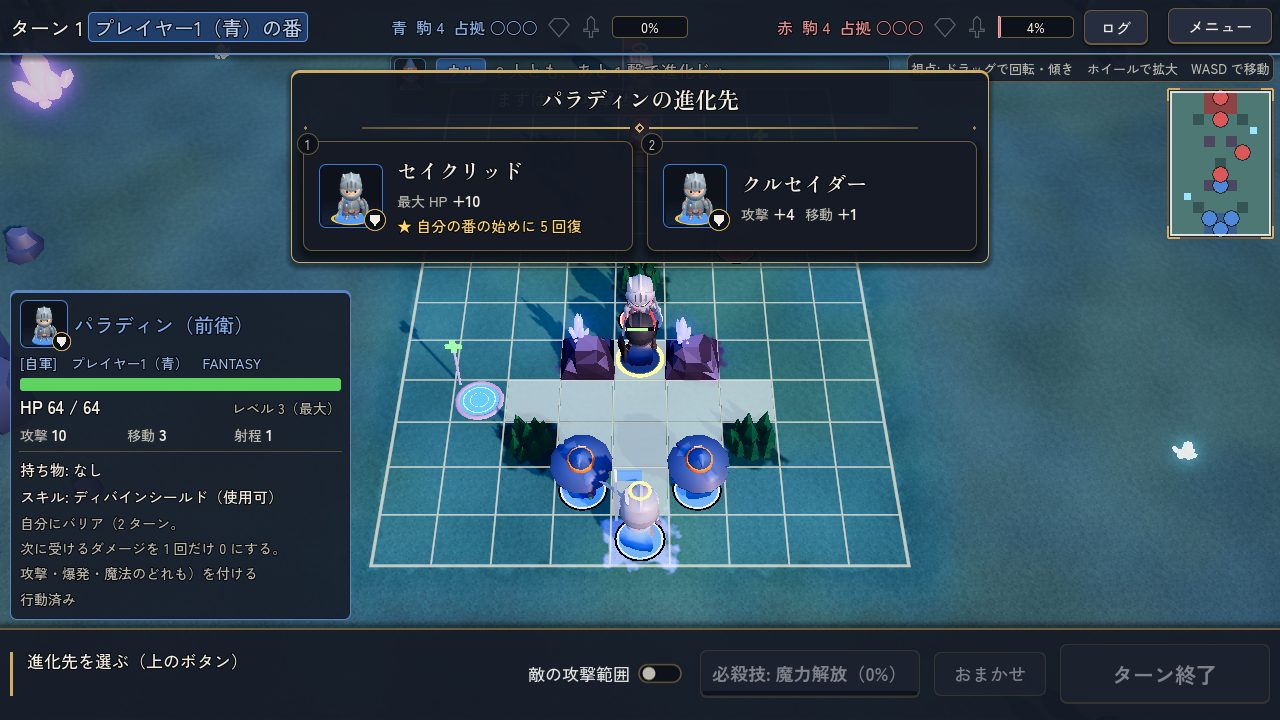 ターン 1 プレイヤー1（青）の番
青 駒 4 占拠 〇〇〇 0%
赤 駒 4 占拠 〇〇〇 4%
ログ
メニュー
視点: ドラッグで回転・傾き ホイールで拡大 WASD で移動
パラディンの進化先
1
セイクリッド
最大 HP +10
★ 自分の番の始めに 5 回復
2
クルセイダー
攻撃 +4 移動 +1
パラディン（前衛）
[自軍] プレイヤー1（青） FANTASY
HP 64 / 64 レベル 3（最大）
攻撃 10 移動 3 射程 1
持ち物: なし
スキル: ディバインシールド（使用可）
自分にバリア（2 ターン。
次に受けるダメージを 1 回だけ 0 にする。
攻撃・爆発・魔法のどれも）を付ける
行動済み
進化先を選ぶ（上のボタン）
敵の攻撃範囲
必殺技: 魔力解放（0%）
おまかせ
ターン終了